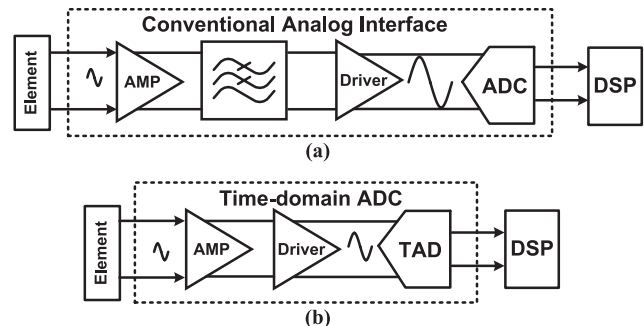 Conventional Analog Interface
Element
AMP
Driver
ADC
DSP
(a)
Time-domain ADC
Element
AMP
Driver
TAD
DSP
(b)